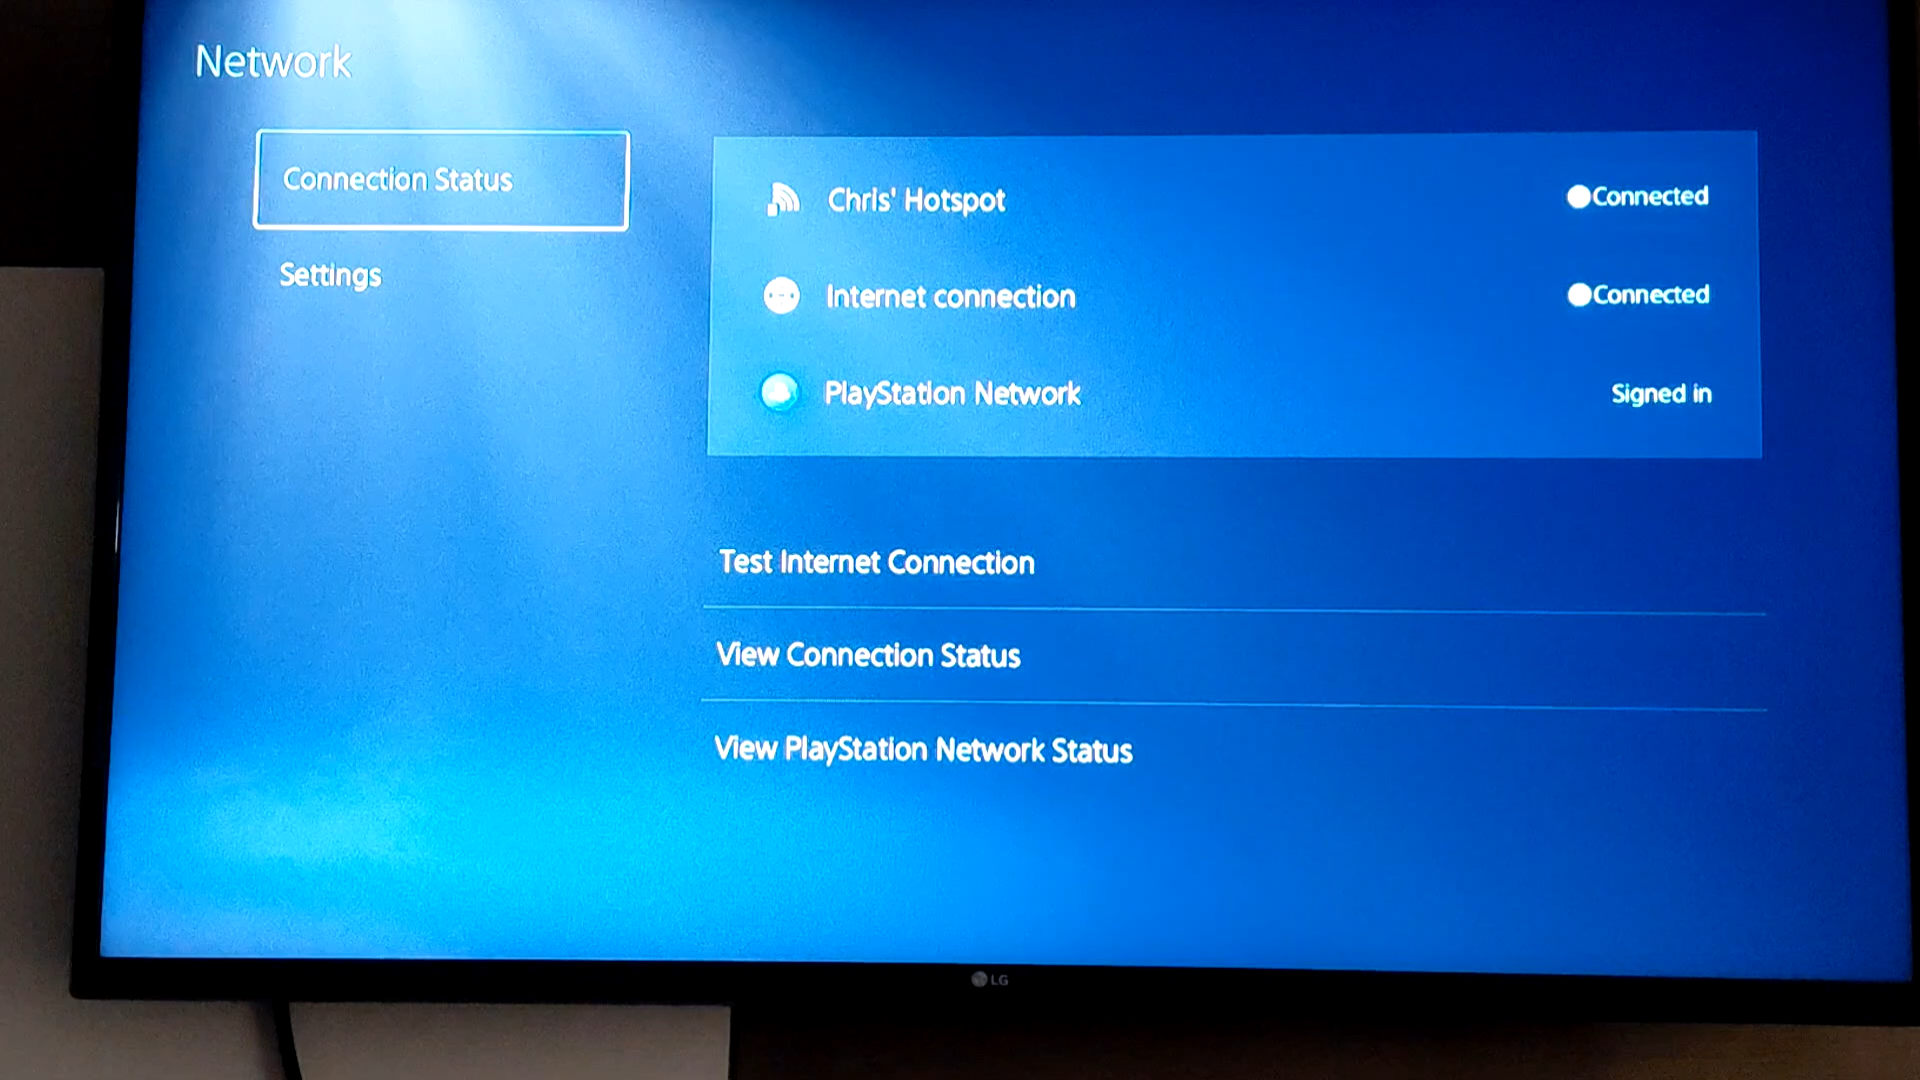 Network
Connection Status
Settings
Chris' Hotspot
Connected
Internet connection
Connected
PlayStation Network
Signed in
Test Internet Connection
View Connection Status
View PlayStation Network Status
LG